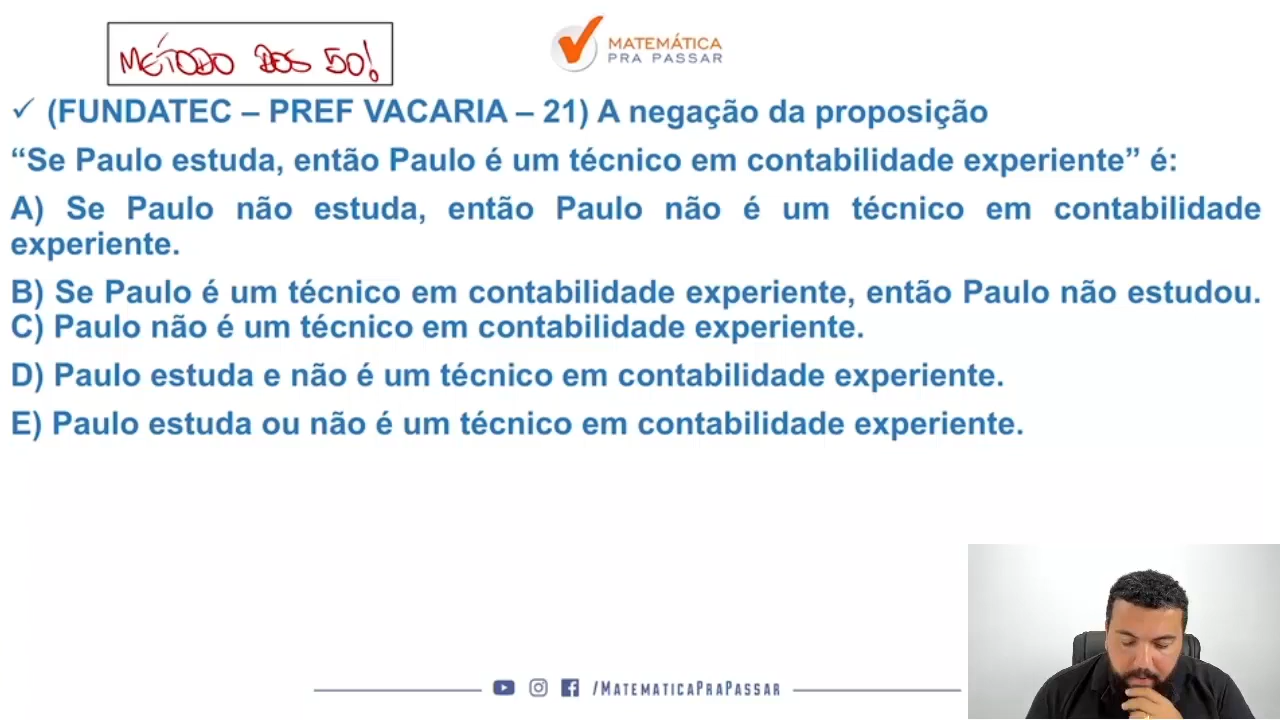 MÉTODO DOS 50!
MATEMÁTICA
PRA PASSAR
✓ (FUNDATEC – PREF VACARIA – 21) A negação da proposição
“Se Paulo estuda, então Paulo é um técnico em contabilidade experiente” é:
A) Se Paulo não estuda, então Paulo não é um técnico em contabilidade
experiente.
B) Se Paulo é um técnico em contabilidade experiente, então Paulo não estudou.
C) Paulo não é um técnico em contabilidade experiente.
D) Paulo estuda e não é um técnico em contabilidade experiente.
E) Paulo estuda ou não é um técnico em contabilidade experiente.
/MATEMATICAPRAPASSAR